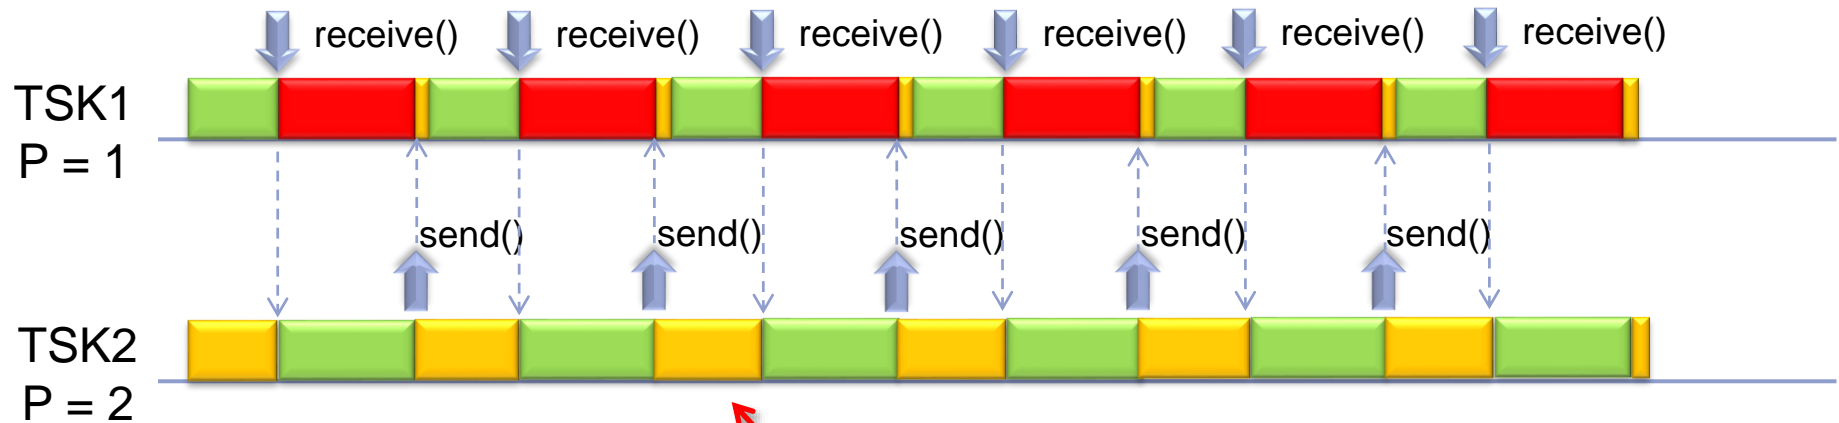 receive() receive() receive() receive() receive() receive()
TSK1
P = 1
send() send() send() send() send()
TSK2
P = 2